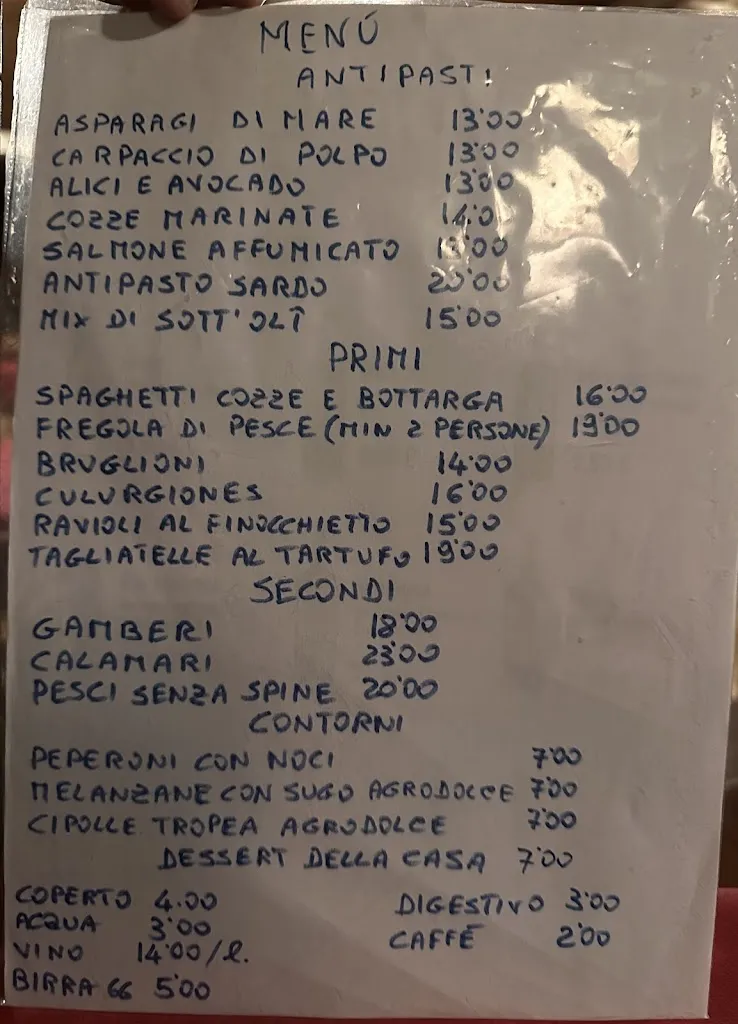 MENÚ
ANTIPASTI
ASPARAGI DI MARE 13'00
CARPACCIO DI POLPO 13'00
ALICI E AVOCADO 13'00
COZZE MARINATE
SALMONE AFFUMICATO
ANTIPASTO SARDO 20'00
MIX DI SOTT'OLÎ 15'00
PRIMI
SPAGHETTI COZZE E BOTTARGA 16'00
FREGOLA DI PESCE (MIN 2 PERSONE) 19'00
BRUGLIONI 14'00
CULURGIONES 16'00
RAVIOLI AL FINOCCHIETTO 15'00
TAGLIATELLE AL TARTUFO 19'00
SECONDI
GAMBERI 18'00
CALAMARI 23'00
PESCI SENZA SPINE 20'00
CONTORNI
PEPERONI CON NOCI 7'00
MELANZANE CON SUGO AGRODOLCE 7'00
CIPOLLE TROPEA AGRODOLCE 7'00
DESSERT DELLA CASA 7'00
COPERTO 4.00 DIGESTIVO 3'00
ACQUA 3'00 CAFFÉ 2'00
VINO 14'00/l.
BIRRA 66 5'00